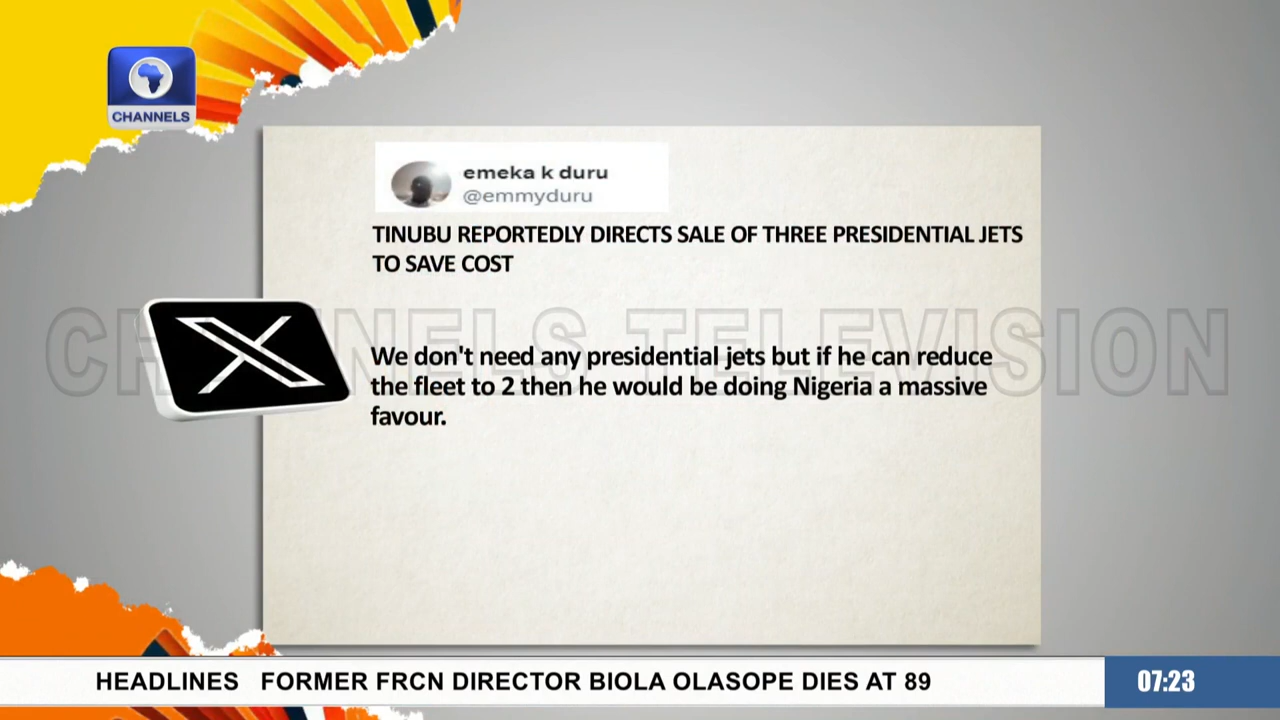 CHANNELS
emeka k duru
@emmyduru
TINUBU REPORTEDLY DIRECTS SALE OF THREE PRESIDENTIAL JETS
TO SAVE COST
CHANNELS TELEVISION
We don't need any presidential jets but if he can reduce
the fleet to 2 then he would be doing Nigeria a massive
favour.
HEADLINES FORMER FRCN DIRECTOR BIOLA OLASOPE DIES AT 89
07:23